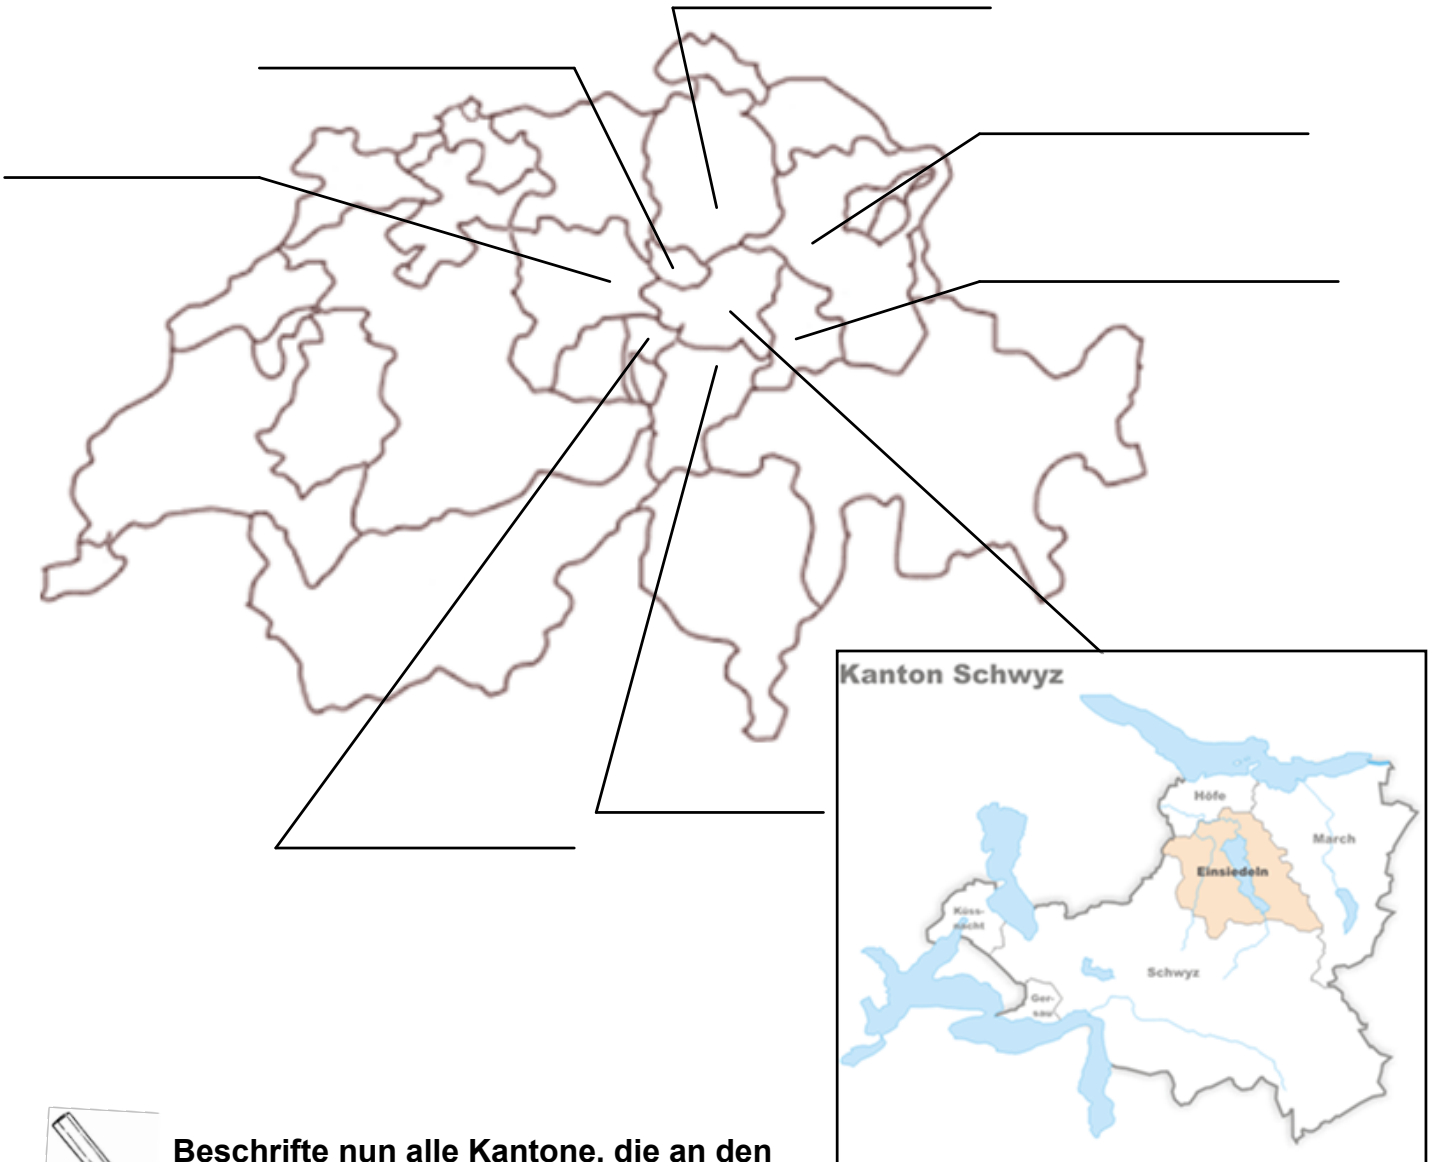 Kanton Schwyz
Höfe
March
Einsiedeln
Küss-
nacht
Schwyz
Ger-
sau
Beschrifte nun alle Kantone, die an den